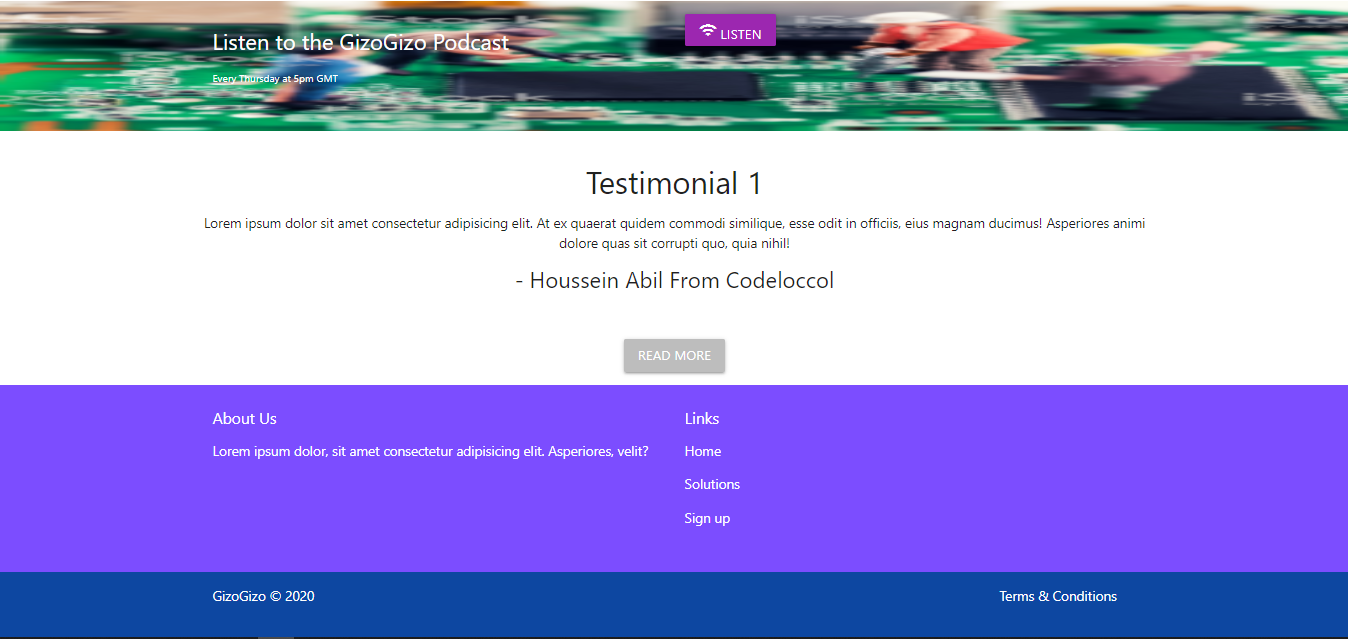 Listen to the GizoGizo Podcast
LISTEN
Every Thursday at 5pm GMT
Testimonial 1
Lorem ipsum dolor sit amet consectetur adipisicing elit. At ex quaerat quidem commodi similique, esse odit in officiis, eius magnam ducimus! Asperiores animi
dolore quas sit corrupti quo, quia nihil!
- Houssein Abil From Codeloccol
READ MORE
About Us
Lorem ipsum dolor, sit amet consectetur adipisicing elit. Asperiores, velit?
Links
Home
Solutions
Sign up
GizoGizo © 2020
Terms & Conditions